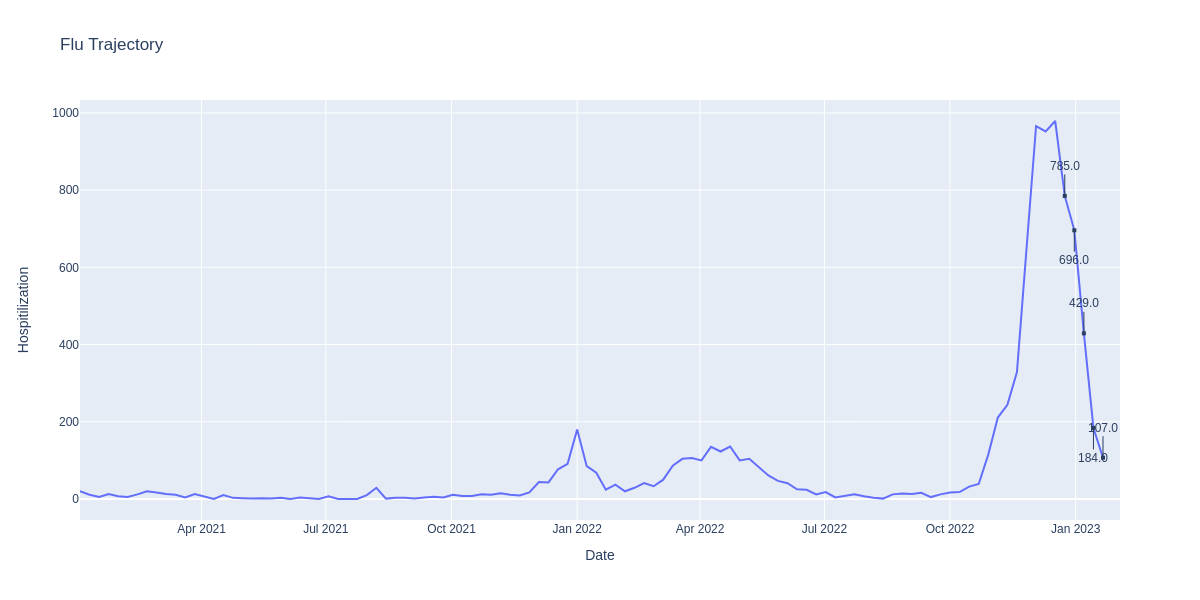 Flu Trajectory
1000
800
600
400
200
0
Hospitilization
785.0
696.0
429.0
107.0
184.0
Apr 2021
Jul 2021
Oct 2021
Jan 2022
Apr 2022
Jul 2022
Oct 2022
Jan 2023
Date